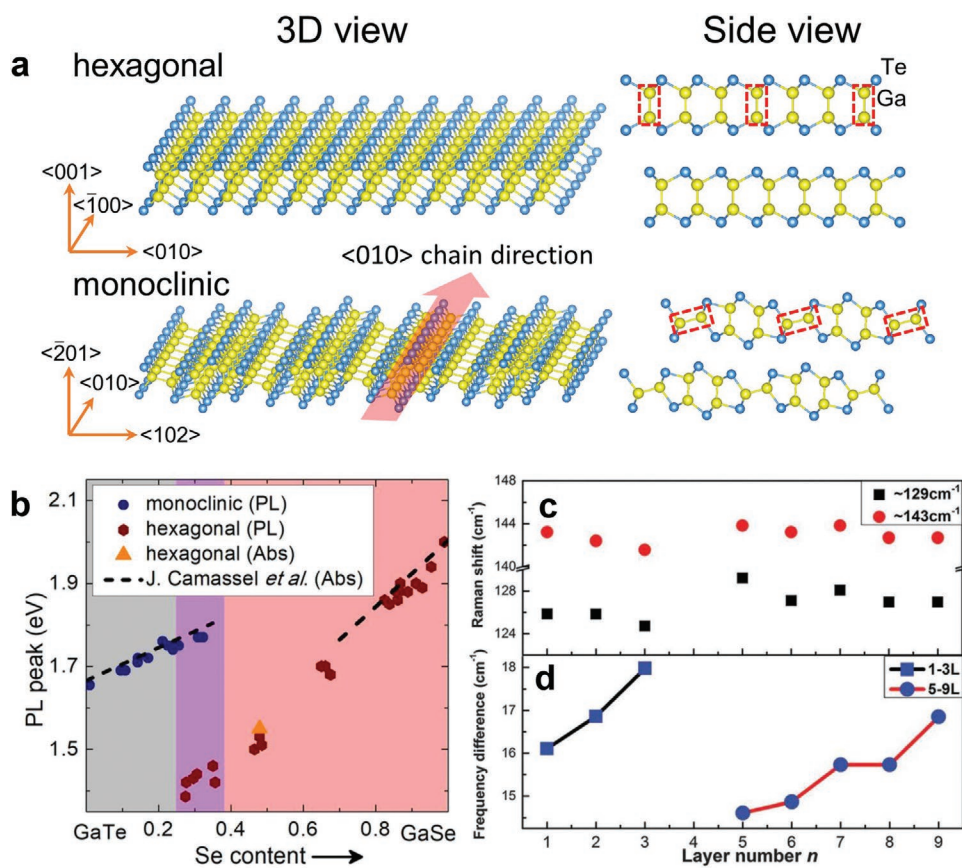 3D view
Side view
a
hexagonal
Te
Ga
<001>
<1̄00>
<010>
<010> chain direction
monoclinic
<2̄01>
<010>
<102>
b
2.1
1.9
1.7
1.5
PL peak (eV)
monoclinic (PL)
hexagonal (PL)
hexagonal (Abs)
J. Camassel et al. (Abs)
GaTe 0.2 0.4 0.6 0.8 GaSe
Se content →
c
148
144
140
128
124
Raman shift (cm⁻¹)
~129cm⁻¹
~143cm⁻¹
d
18
17
16
15
Frequency difference (cm⁻¹)
1-3L
5-9L
1 2 3 4 5 6 7 8 9
Layer number n